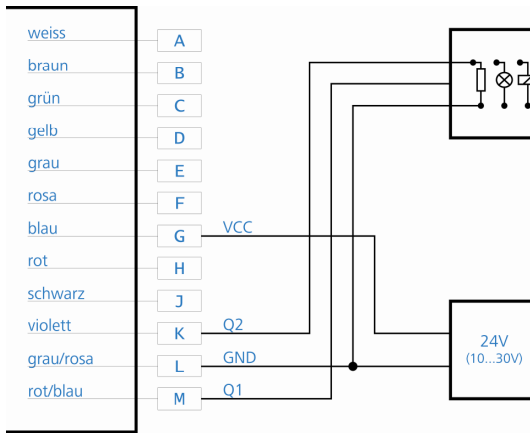 weiss A
braun B
grün C
gelb D
grau E
rosa F
blau G VCC
rot H
schwarz J
violett K Q2
grau/rosa L GND
rot/blau M Q1
24V
(10...30V)